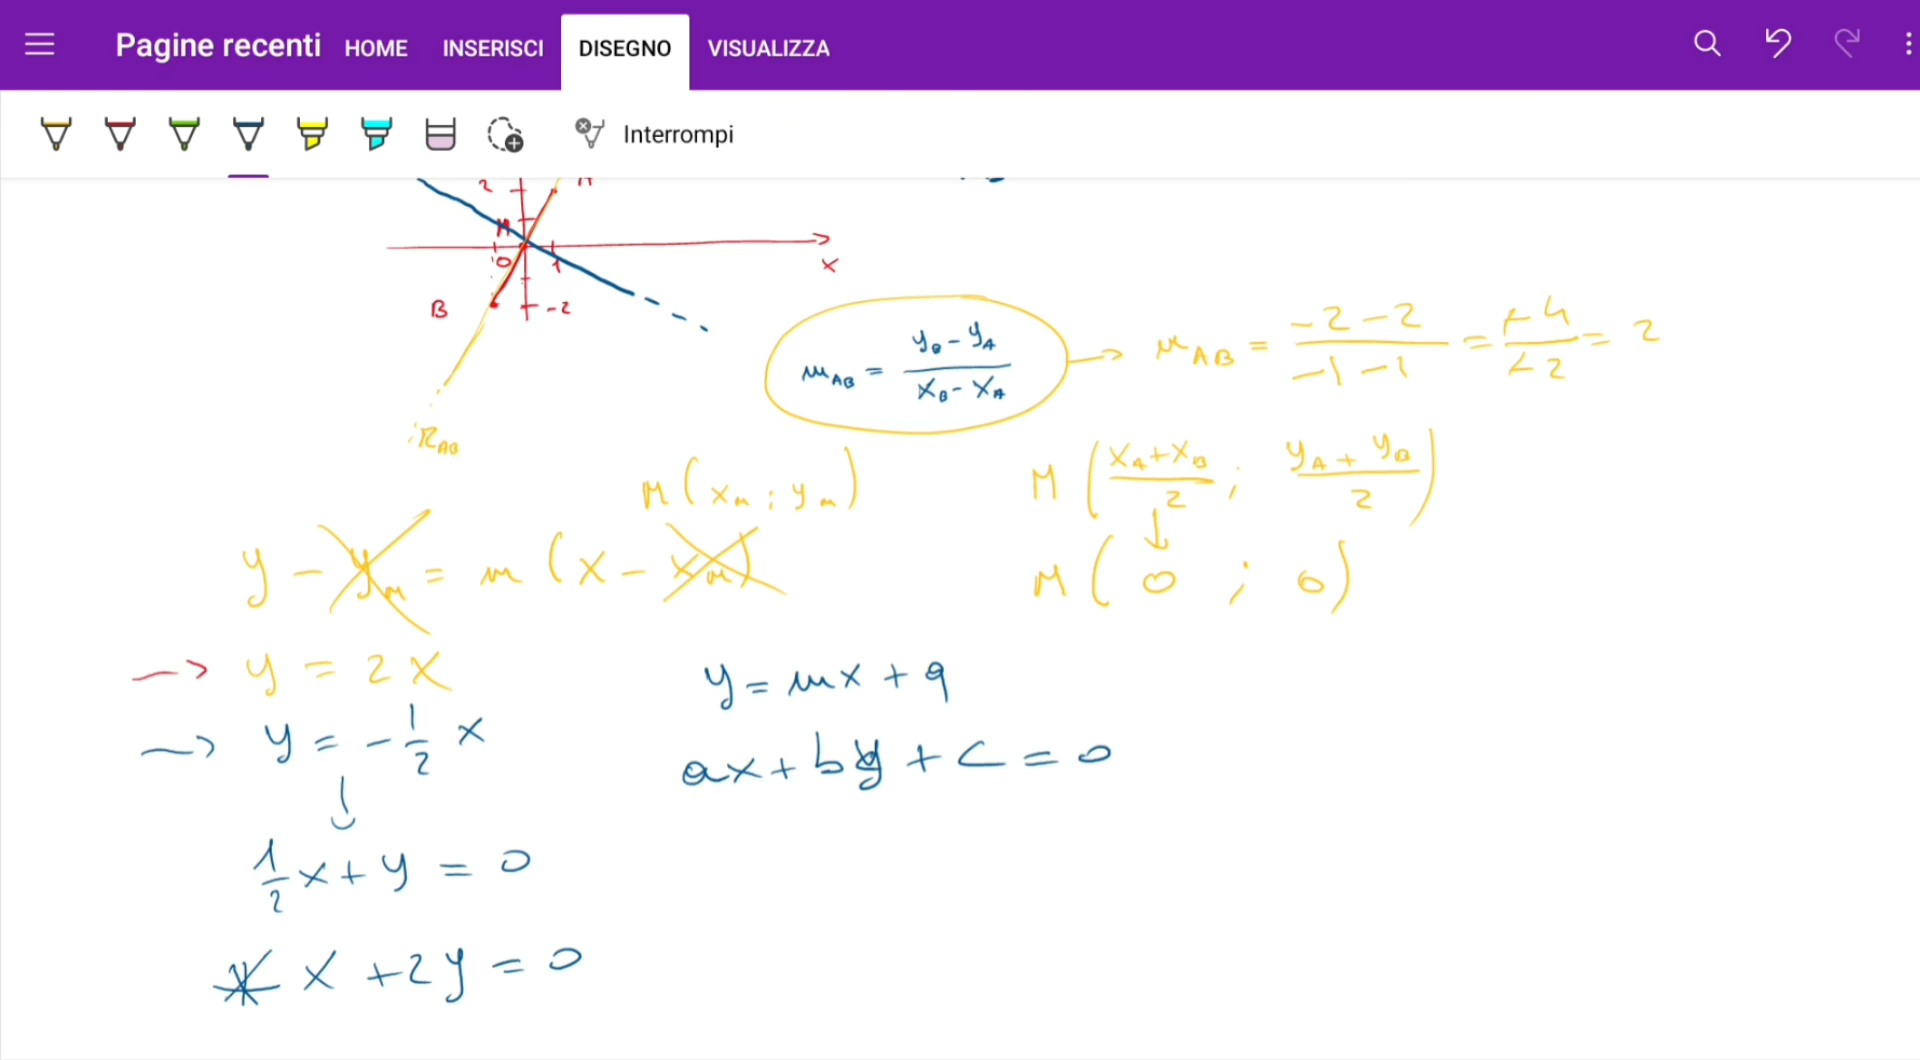 Pagine recenti HOME INSERISCI DISEGNO VISUALIZZA
Interrompi
2
M
0 1 x
B -2
r_AB
m_AB = (y_B - y_A) / (x_B - x_A) → m_AB = (-2 -2) / (-1 -1) = -4 / -2 = 2
M (x_m ; y_m) M ((x_A + x_B) / 2 ; (y_A + y_B) / 2)
y - y_m = m (x - x_m) M (0 ; 0)
→ y = 2x y = mx + q
→ y = - 1/2 x ax + by + c = 0
1/2 x + y = 0
x + 2y = 0